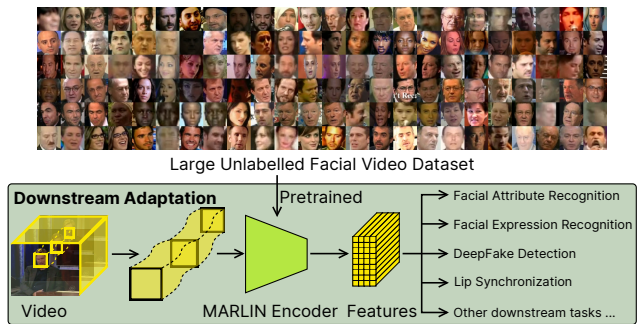 Large Unlabelled Facial Video Dataset
Downstream Adaptation
Pretrained
Video
MARLIN Encoder
Features
Facial Attribute Recognition
Facial Expression Recognition
DeepFake Detection
Lip Synchronization
Other downstream tasks ...